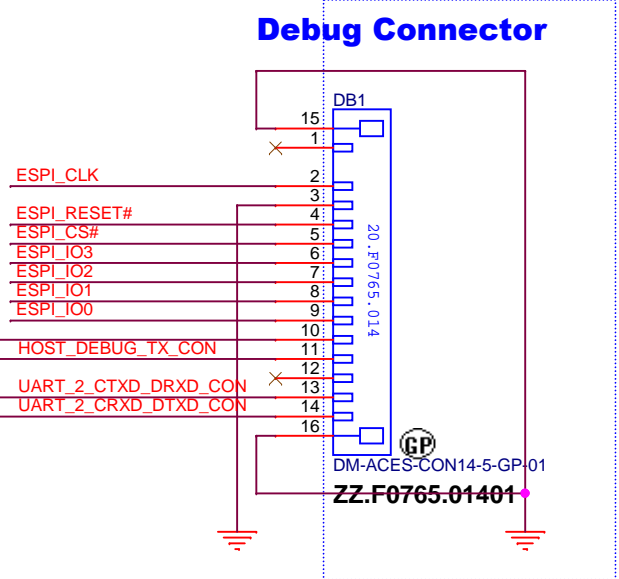 Debug Connector
DB1
15
1
ESPI_CLK 2
3
ESPI_RESET# 4
ESPI_CS# 5
ESPI_IO3 6
ESPI_IO2 7
ESPI_IO1 8
ESPI_IO0 9
10
HOST_DEBUG_TX_CON 11
12
UART_2_CTXD_DRXD_CON 13
UART_2_CRXD_DTXD_CON 14
16
20.F0765.014
GP
DM-ACES-CON14-5-GP-01
ZZ.F0765.01401